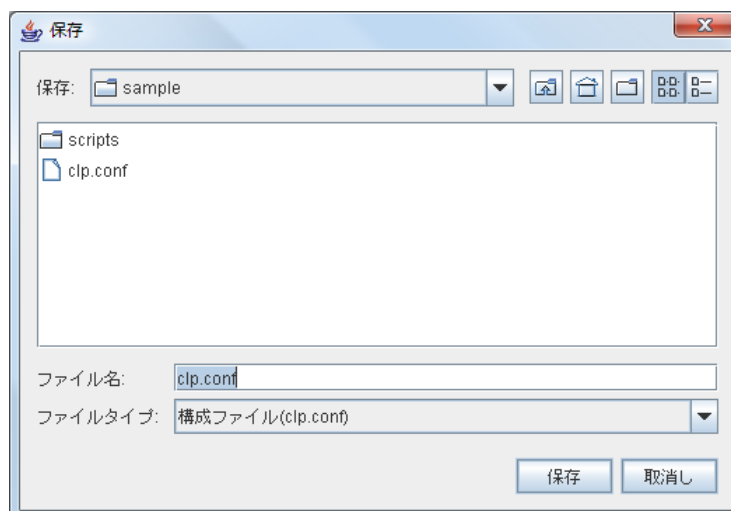 保存
保存: sample
scripts
clp.conf
ファイル名: clp.conf
ファイルタイプ: 構成ファイル(clp.conf)
保存 取消し